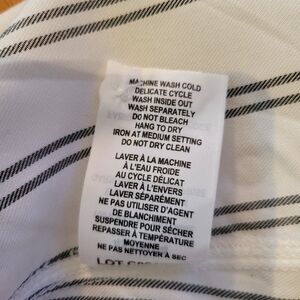 MACHINE WASH COLD
DELICATE CYCLE
WASH INSIDE OUT
WASH SEPARATELY
DO NOT BLEACH
HANG TO DRY
IRON AT MEDIUM SETTING
DO NOT DRY CLEAN
LAVER À LA MACHINE
À L'EAU FROIDE
AU CYCLE DÉLICAT
LAVER À L'ENVERS
LAVER SÉPARÉMENT
NE PAS UTILISER D'AGENT
DE BLANCHIMENT
SUSPENDRE POUR SÉCHER
REPASSER À TEMPÉRATURE
MOYENNE
NE PAS NETTOYER À SEC
LOT